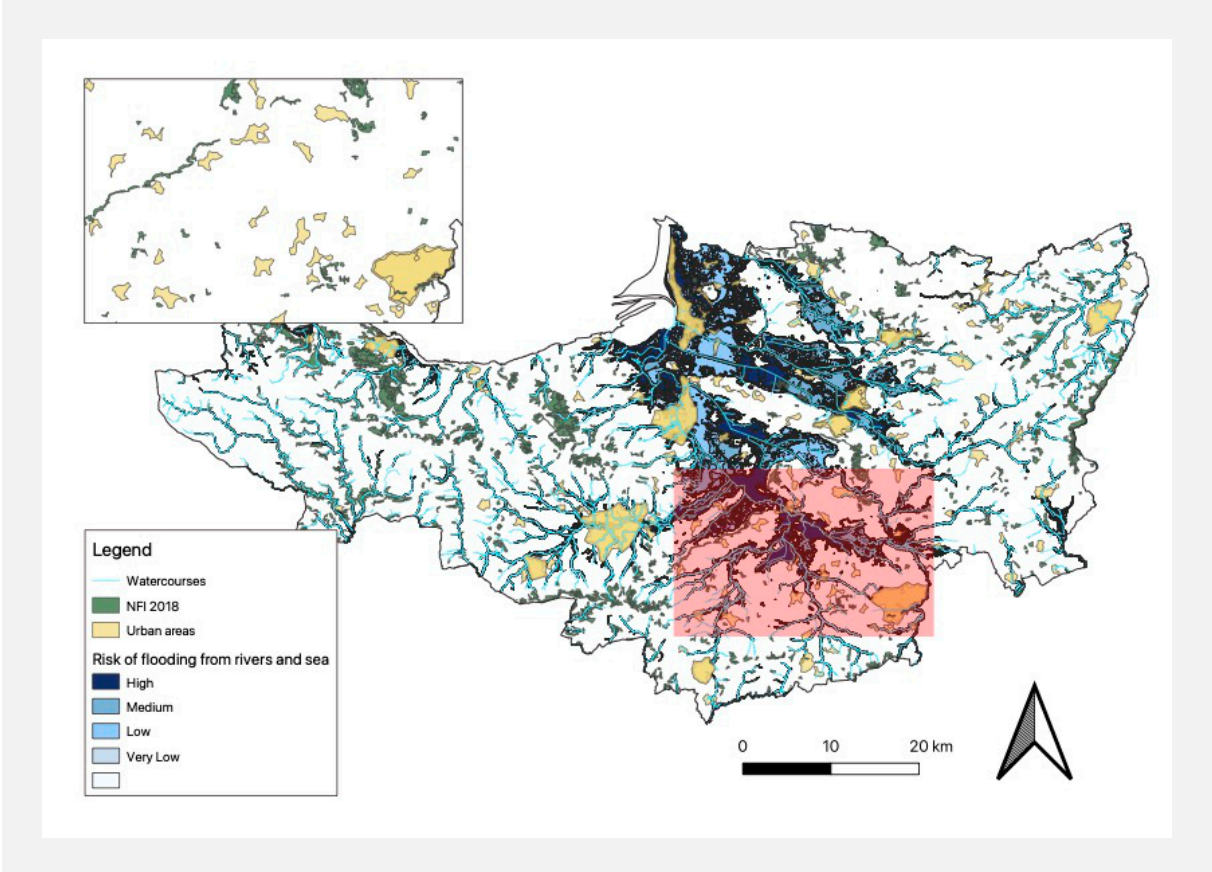 Legend
Watercourses
NFI 2018
Urban areas
Risk of flooding from rivers and sea
High
Medium
Low
Very Low
0 10 20 km